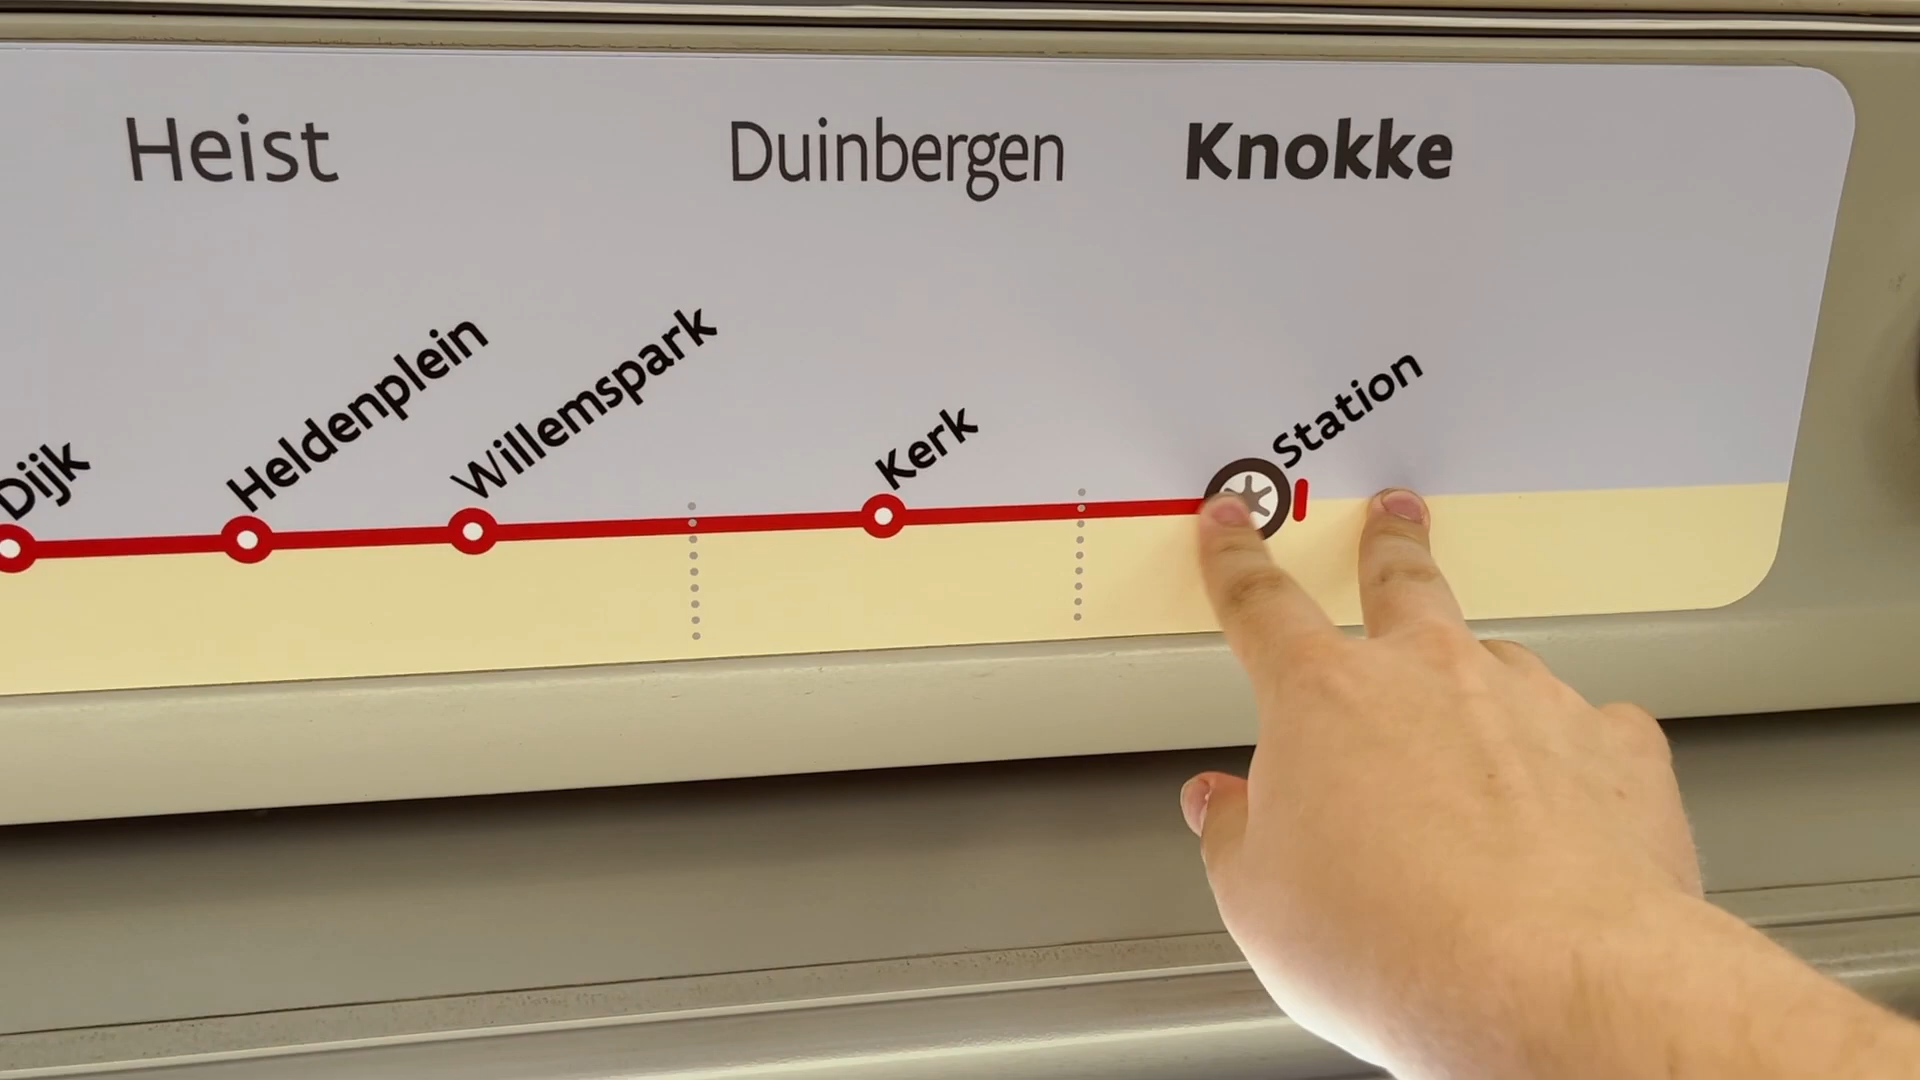 Heist
Duinbergen
Knokke
Dijk
Heldenplein
Willemspark
Kerk
Station